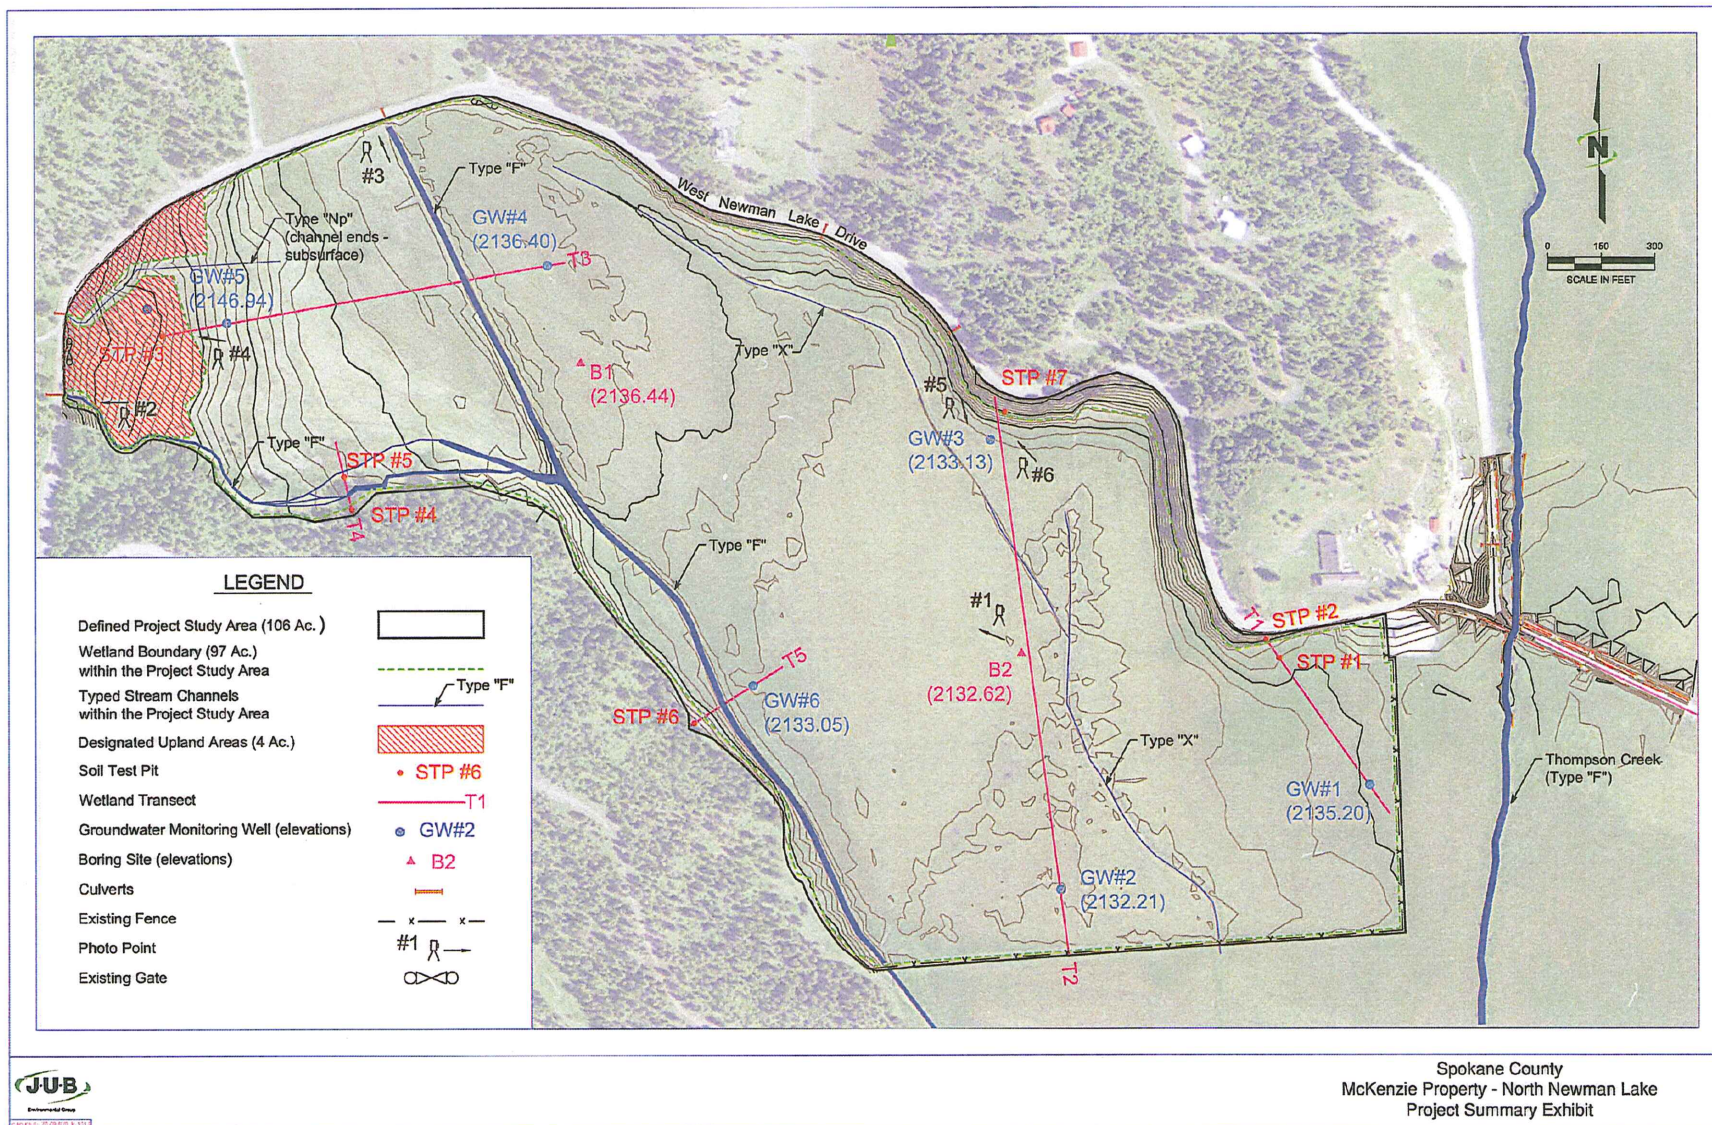 West Newman Lake Drive
N
0 150 300
SCALE IN FEET
#3
Type "F"
GW#4
(2136.40)
T3
Type "Np"
(channel ends -
subsurface)
GW#5
(2146.94)
STP #3
#4
#2
B1
(2136.44)
Type "X"
STP #7
#5
GW#3
(2133.13)
#6
Type "F"
STP #5
STP #4
T4
Type "F"
#1
B2
(2132.62)
T1
STP #2
STP #1
T5
STP #6
GW#6
(2133.05)
Type "X"
GW#1
(2135.20)
Thompson Creek
(Type "F")
GW#2
(2132.21)
T2
LEGEND
Defined Project Study Area (106 Ac.)
Wetland Boundary (97 Ac.)
within the Project Study Area
Typed Stream Channels
within the Project Study Area
Type "F"
Designated Upland Areas (4 Ac.)
Soil Test Pit
STP #6
Wetland Transect
T1
Groundwater Monitoring Well (elevations)
GW#2
Boring Site (elevations)
B2
Culverts
Existing Fence
x x
Photo Point
#1
Existing Gate
J·U·B
Environmental Group
Spokane County
McKenzie Property - North Newman Lake
Project Summary Exhibit